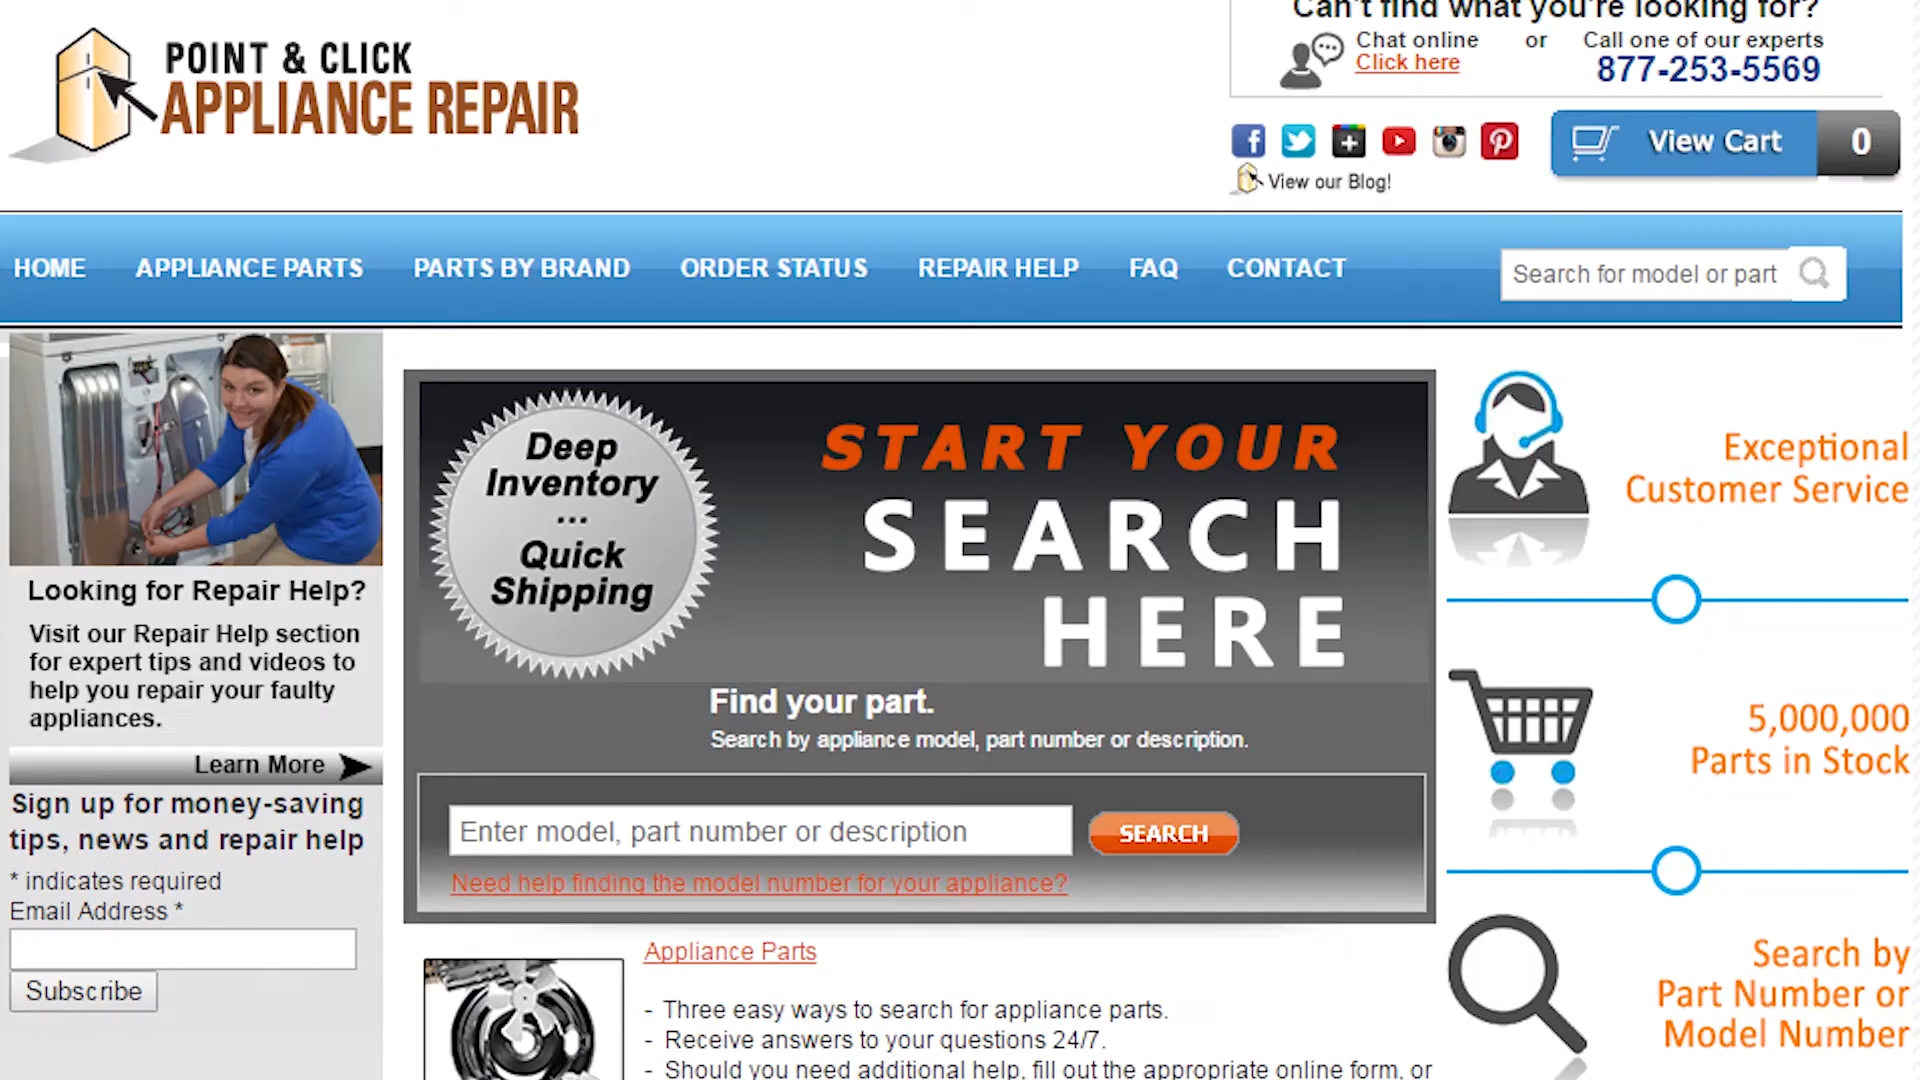 Can't find what you're looking for?
Chat online or Call one of our experts
Click here 877-253-5569
POINT & CLICK
APPLIANCE REPAIR
View Cart 0
View our Blog!
HOME APPLIANCE PARTS PARTS BY BRAND ORDER STATUS REPAIR HELP FAQ CONTACT
Search for model or part
Looking for Repair Help?
Visit our Repair Help section
for expert tips and videos to
help you repair your faulty
appliances.
Learn More
Sign up for money-saving
tips, news and repair help
* indicates required
Email Address *
Subscribe
Deep
Inventory
...
Quick
Shipping
START YOUR
SEARCH
HERE
Find your part.
Search by appliance model, part number or description.
Enter model, part number or description
SEARCH
Need help finding the model number for your appliance?
Appliance Parts
- Three easy ways to search for appliance parts.
- Receive answers to your questions 24/7.
- Should you need additional help, fill out the appropriate online form, or
Exceptional
Customer Service
5,000,000
Parts in Stock
Search by
Part Number or
Model Number